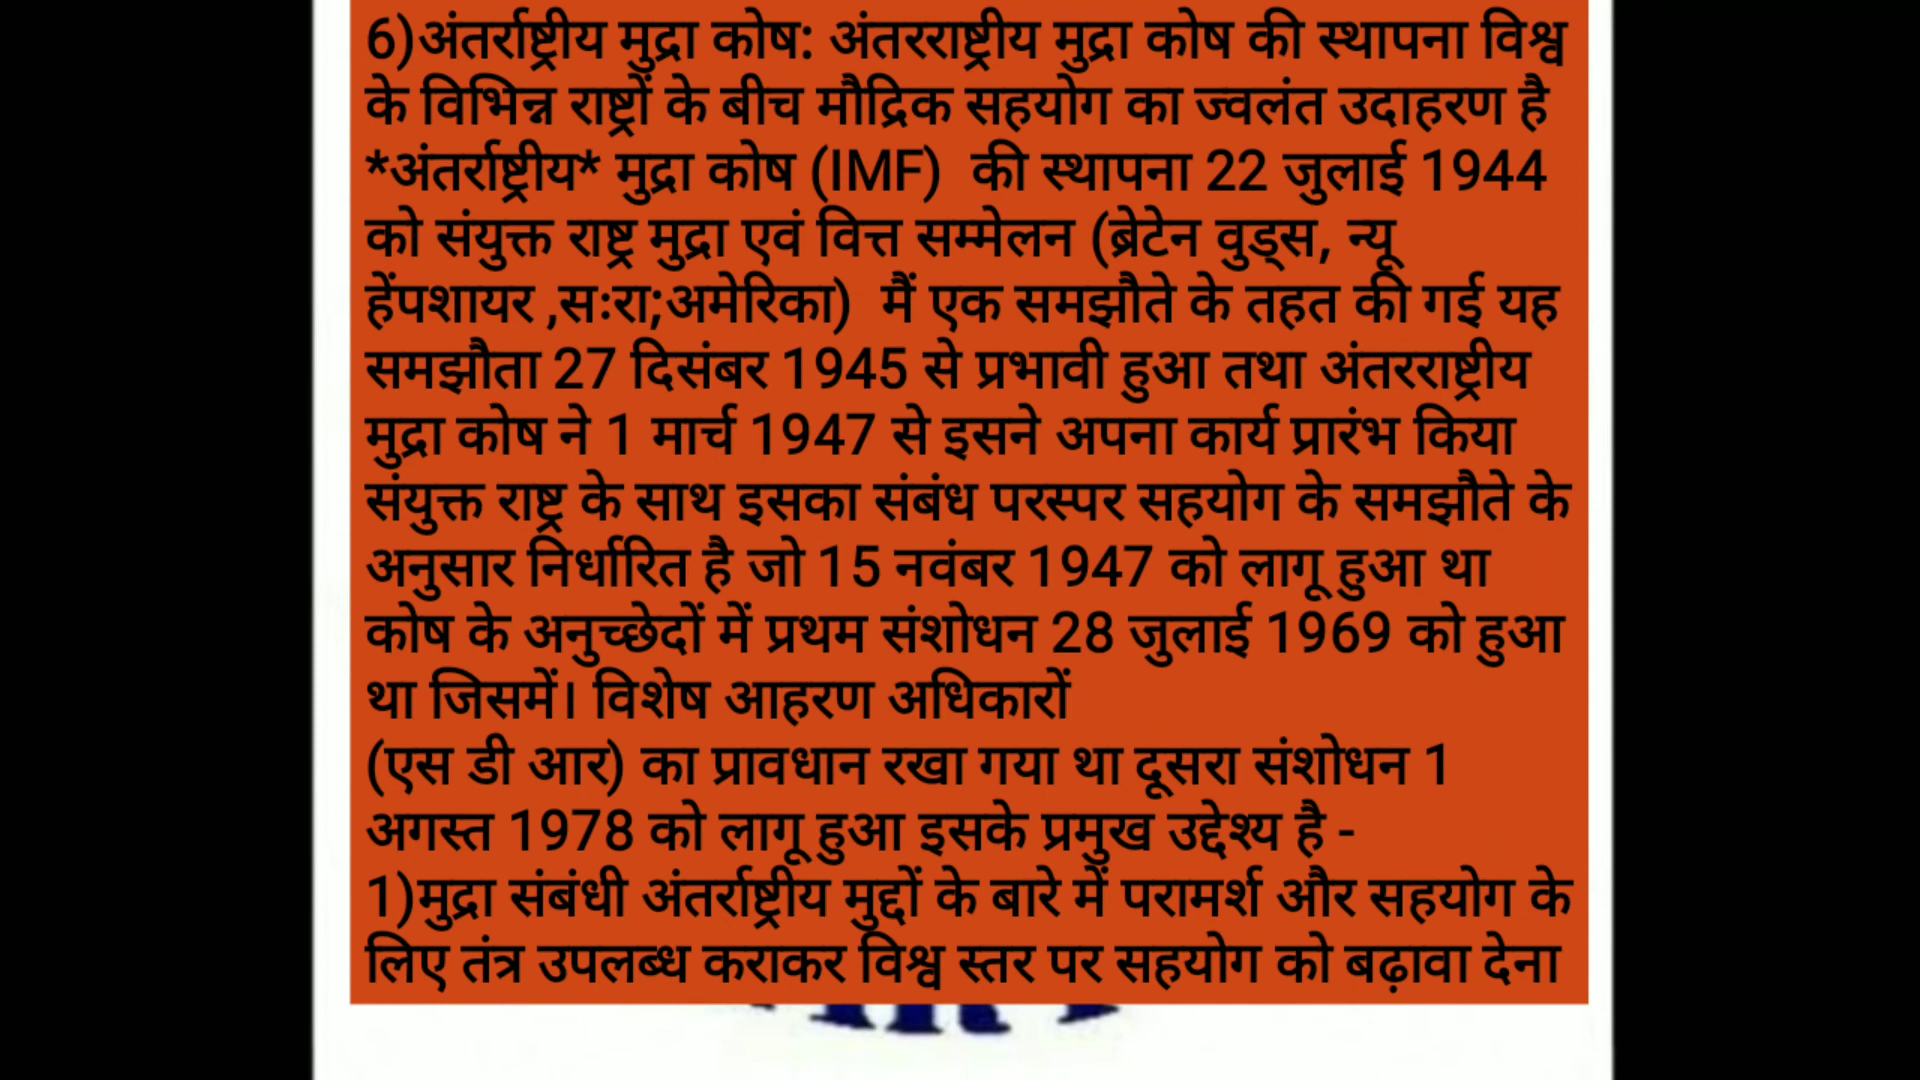 6)अंतर्राष्ट्रीय मुद्रा कोष: अंतरराष्ट्रीय मुद्रा कोष की स्थापना विश्व
के विभिन्न राष्ट्रों के बीच मौद्रिक सहयोग का ज्वलंत उदाहरण है
*अंतर्राष्ट्रीय* मुद्रा कोष (IMF)  की स्थापना 22 जुलाई 1944
को संयुक्त राष्ट्र मुद्रा एवं वित्त सम्मेलन (ब्रेटेन वुड्स, न्यू
हेंपशायर ,सःरा;अमेरिका)  मैं एक समझौते के तहत की गई यह
समझौता 27 दिसंबर 1945 से प्रभावी हुआ तथा अंतरराष्ट्रीय
मुद्रा कोष ने 1 मार्च 1947 से इसने अपना कार्य प्रारंभ किया
संयुक्त राष्ट्र के साथ इसका संबंध परस्पर सहयोग के समझौते के
अनुसार निर्धारित है जो 15 नवंबर 1947 को लागू हुआ था
कोष के अनुच्छेदों में प्रथम संशोधन 28 जुलाई 1969 को हुआ
था जिसमें। विशेष आहरण अधिकारों
(एस डी आर) का प्रावधान रखा गया था दूसरा संशोधन 1
अगस्त 1978 को लागू हुआ इसके प्रमुख उद्देश्य है -
1)मुद्रा संबंधी अंतर्राष्ट्रीय मुद्दों के बारे में परामर्श और सहयोग के
लिए तंत्र उपलब्ध कराकर विश्व स्तर पर सहयोग को बढ़ावा देना